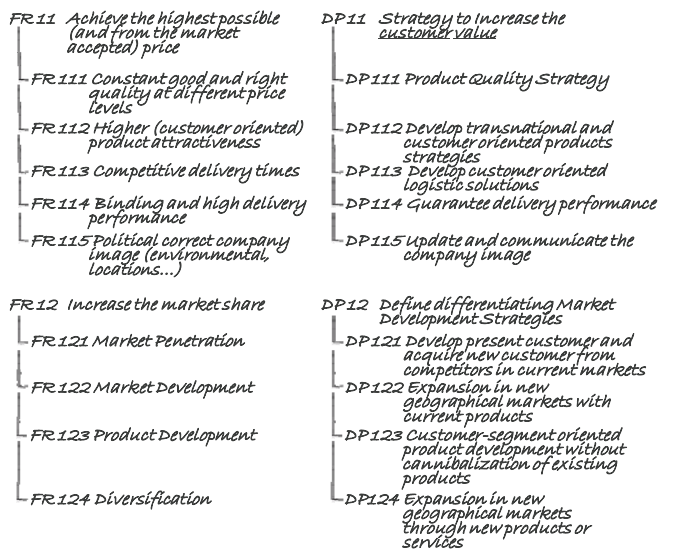 FR11 Achieve the highest possible
(and from the market
accepted) price
FR111 Constant good and right
quality at different price
levels
FR112 Higher (customer oriented)
product attractiveness
FR113 Competitive delivery times
FR114 Binding and high delivery
performance
FR115 Political correct company
image (environmental,
locations...)
DP11 Strategy to Increase the
customer value
DP111 Product Quality Strategy
DP112 Develop transnational and
customer oriented products
strategies
DP113 Develop customer oriented
logistic solutions
DP114 Guarantee delivery performance
DP115 Update and communicate the
company image
FR12 Increase the market share
FR121 Market Penetration
FR122 Market Development
FR123 Product Development
FR124 Diversification
DP12 Define differentiating Market
Development Strategies
DP121 Develop present customer and
acquire new customer from
competitors in current markets
DP122 Expansion in new
geographical markets with
current products
DP123 Customer-segment oriented
product development without
cannibalization of existing
products
DP124 Expansion in new
geographical markets
through new products or
services